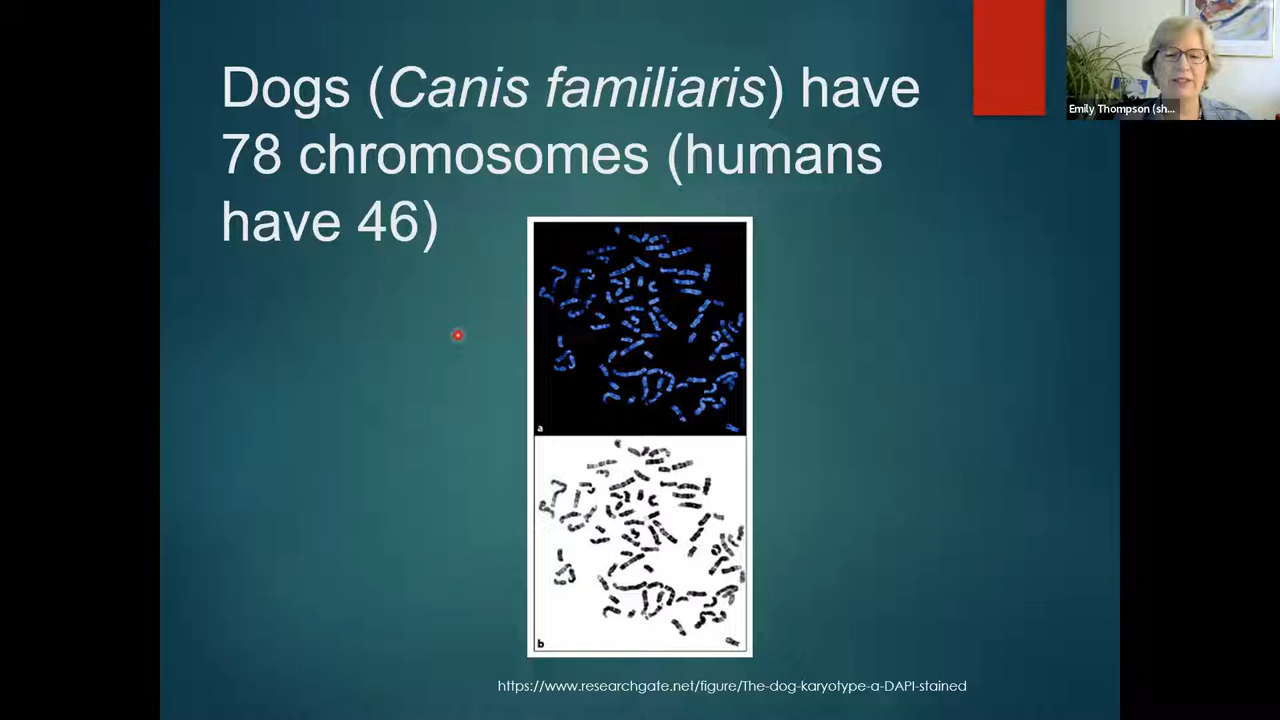 Dogs (Canis familiaris) have
78 chromosomes (humans
have 46)
Emily Thompson (sh...
a
b
https://www.researchgate.net/figure/The-dog-karyotype-a-DAPI-stained